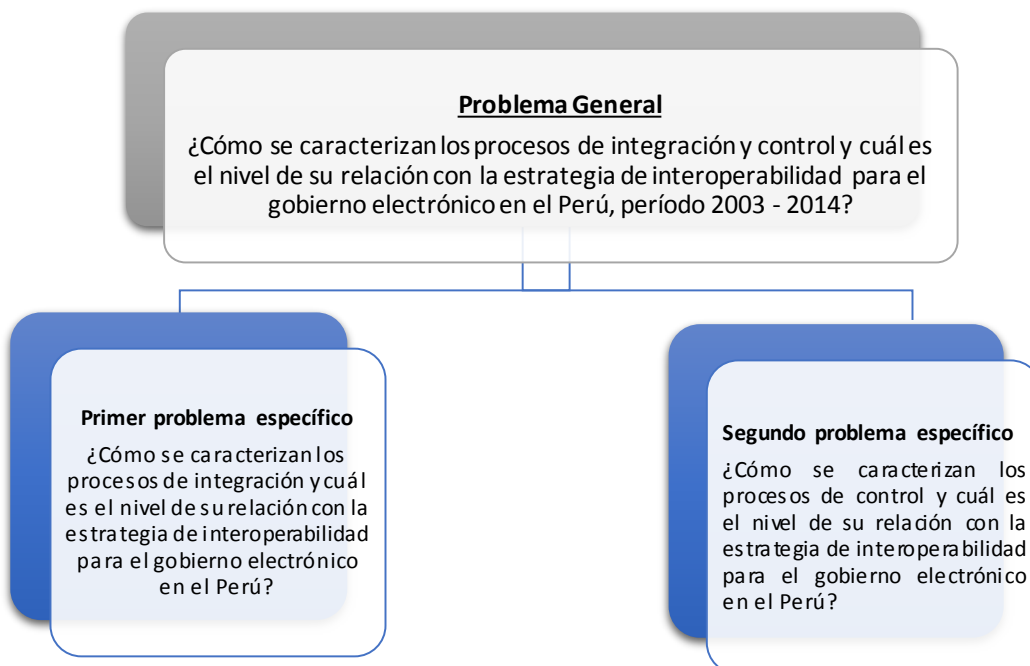 Problema General
¿Cómo se caracterizan los procesos de integración y control y cuál es
el nivel de su relación con la estrategia de interoperabilidad para el
gobierno electrónico en el Perú, período 2003 - 2014?
Primer problema específico
¿Cómo se caracterizan los
procesos de integración y cuál
es el nivel de su relación con la
estrategia de interoperabilidad
para el gobierno electrónico
en el Perú?
Segundo problema específico
¿Cómo se caracterizan los
procesos de control y cuál es
el nivel de su relación con la
estrategia de interoperabilidad
para el gobierno electrónico
en el Perú?